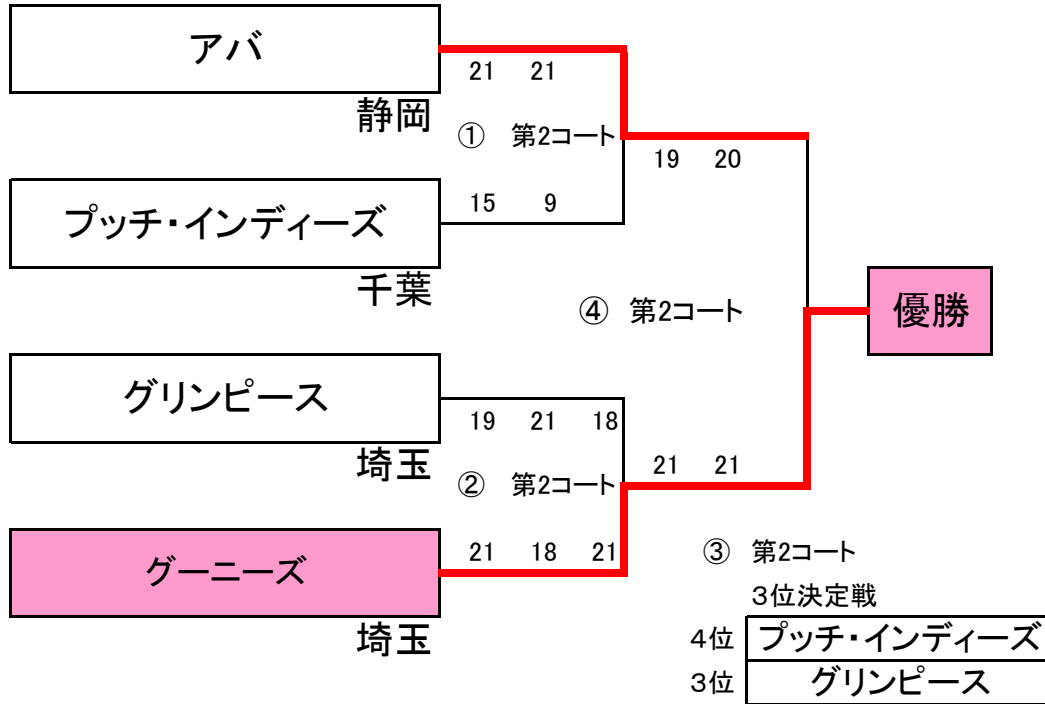 アバ
21 21
静岡
① 第2コート
19 20
プッチ・インディーズ
15 9
千葉
④ 第2コート
優勝
グリンピース
19 21 18
埼玉
② 第2コート
21 21
グーニーズ
21 18 21
埼玉
③ 第2コート
３位決定戦
４位 プッチ・インディーズ
３位 グリンピース